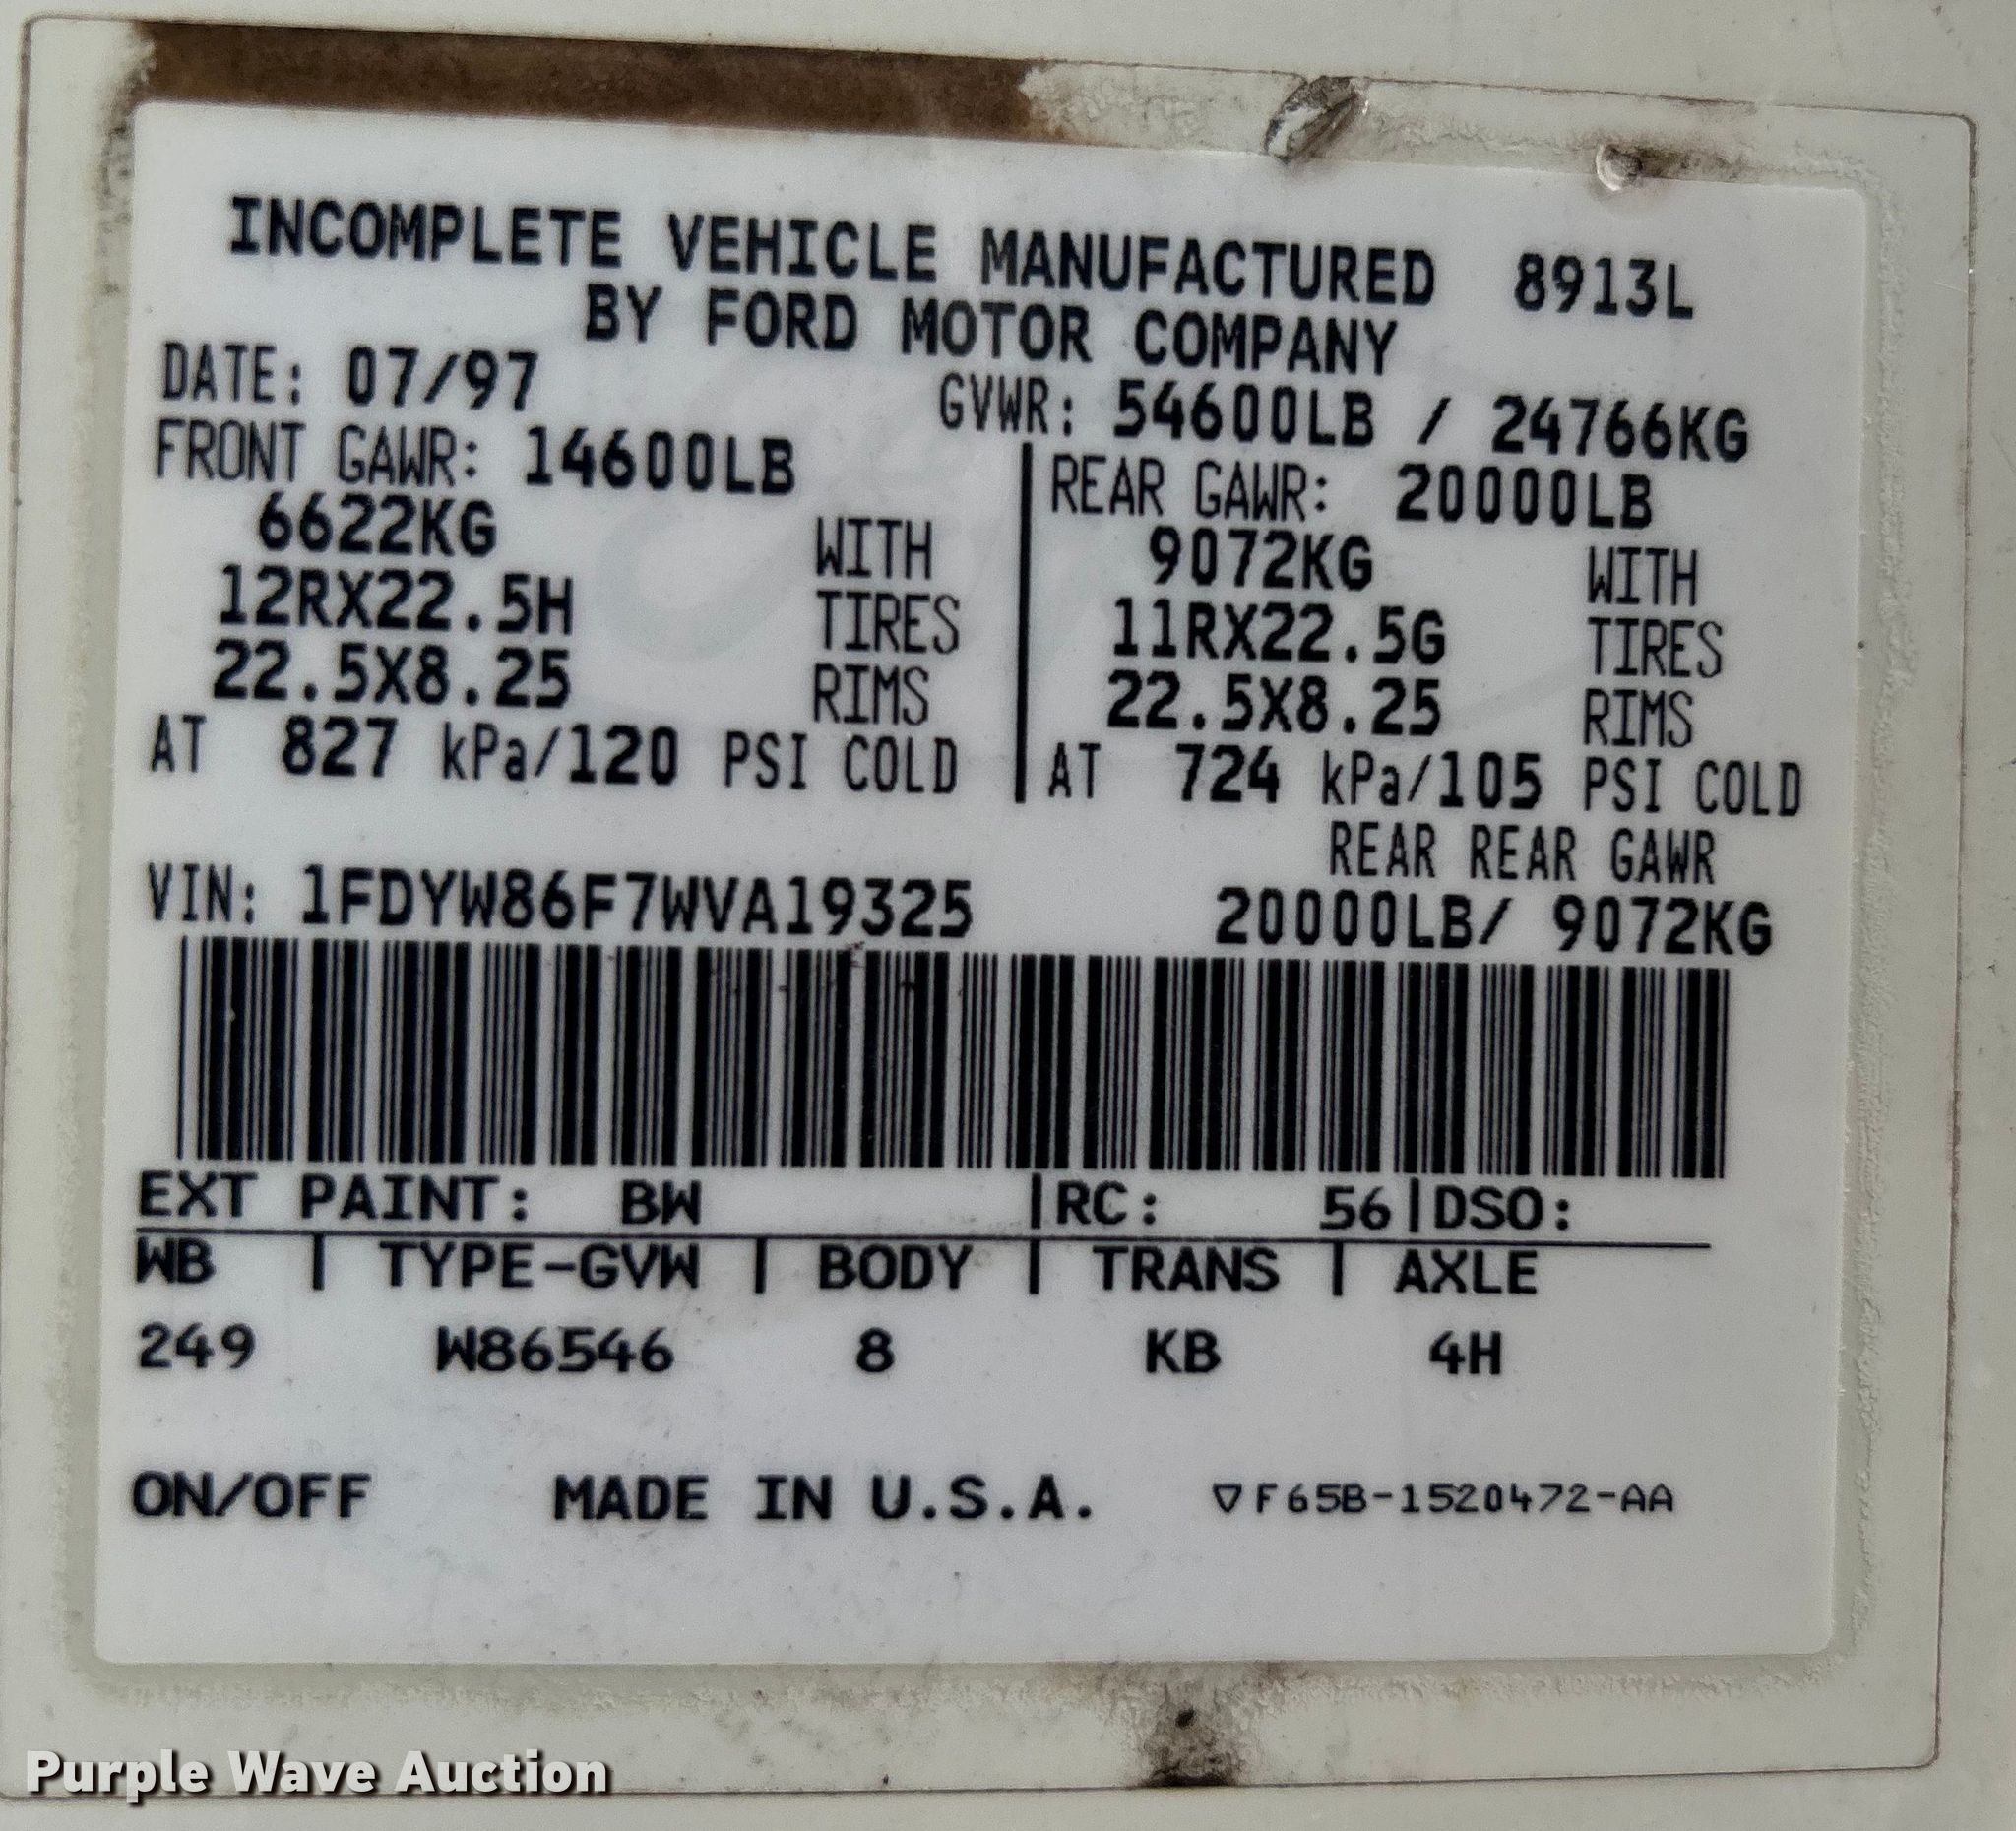 INCOMPLETE VEHICLE MANUFACTURED 8913L
BY FORD MOTOR COMPANY
DATE: 07/97 GVWR: 54600LB / 24766KG
FRONT GAWR: 14600LB REAR GAWR: 20000LB
6622KG WITH 9072KG WITH
12RX22.5H TIRES 11RX22.5G TIRES
22.5X8.25 RIMS 22.5X8.25 RIMS
AT 827 kPa/120 PSI COLD AT 724 kPa/105 PSI COLD
REAR REAR GAWR
VIN: 1FDYW86F7WVA19325 20000LB/ 9072KG
EXT PAINT: BW |RC: 56|DSO:
WB | TYPE-GVW | BODY | TRANS | AXLE
249 W86546 8 KB 4H
ON/OFF MADE IN U.S.A. ▽F65B-1520472-AA
Purple Wave Auction